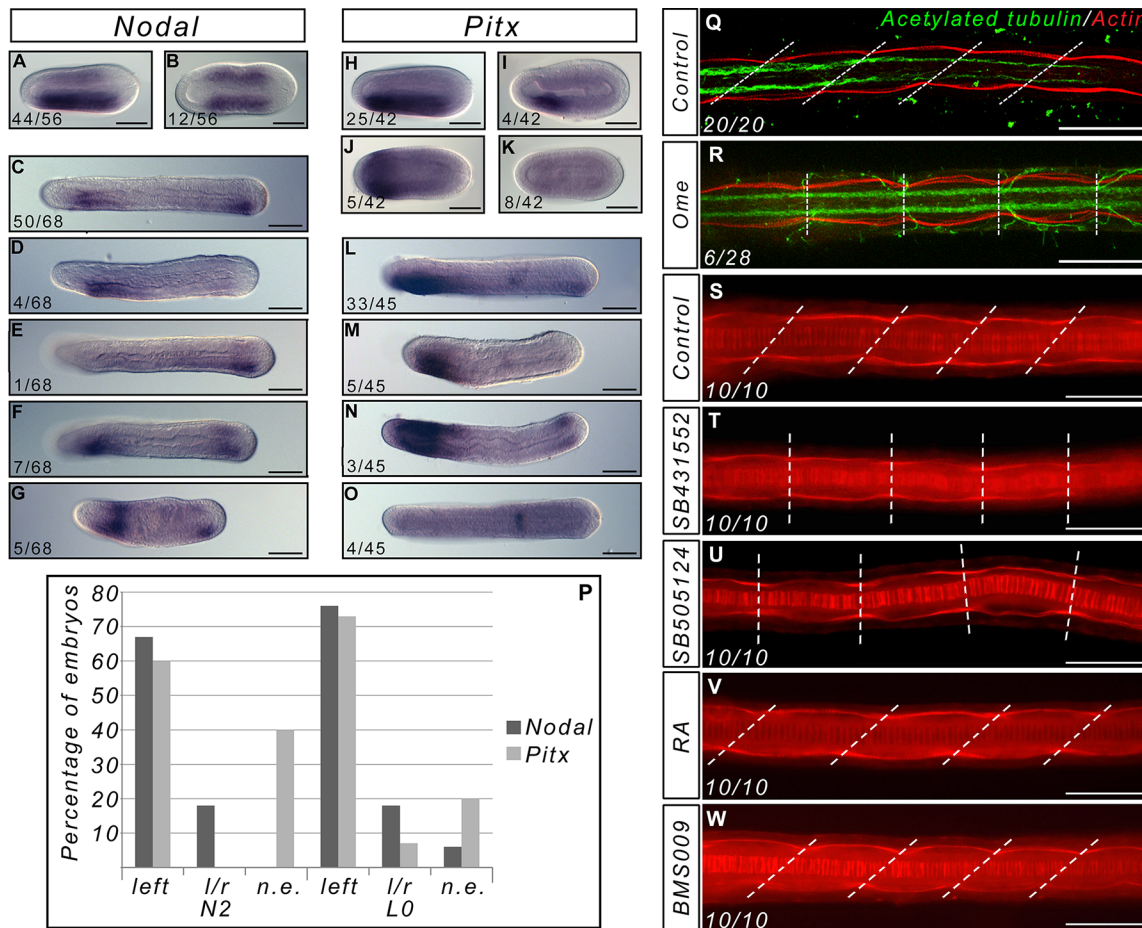 Nodal
A
44/56
B
12/56
C
50/68
D
4/68
E
1/68
F
7/68
G
5/68
Pitx
H
25/42
I
4/42
J
5/42
K
8/42
L
33/45
M
5/45
N
3/45
O
4/45
P
Percentage of embryos
80
70
60
50
40
30
20
10
left l/r n.e. left l/r n.e.
N2 L0
Nodal
Pitx
Acetylated tubulin/Actin
Q
Control
20/20
R
Ome
6/28
S
Control
10/10
T
SB431552
10/10
U
SB505124
10/10
V
RA
10/10
W
BMS009
10/10